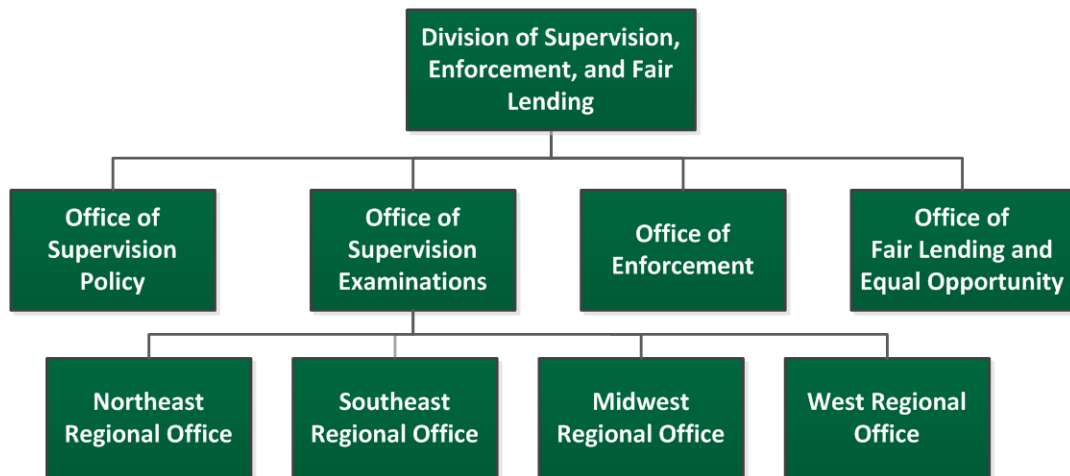 Division of Supervision,
Enforcement, and Fair
Lending
Office of
Supervision
Policy
Office of
Supervision
Examinations
Office of
Enforcement
Office of
Fair Lending and
Equal Opportunity
Northeast
Regional Office
Southeast
Regional Office
Midwest
Regional Office
West Regional
Office